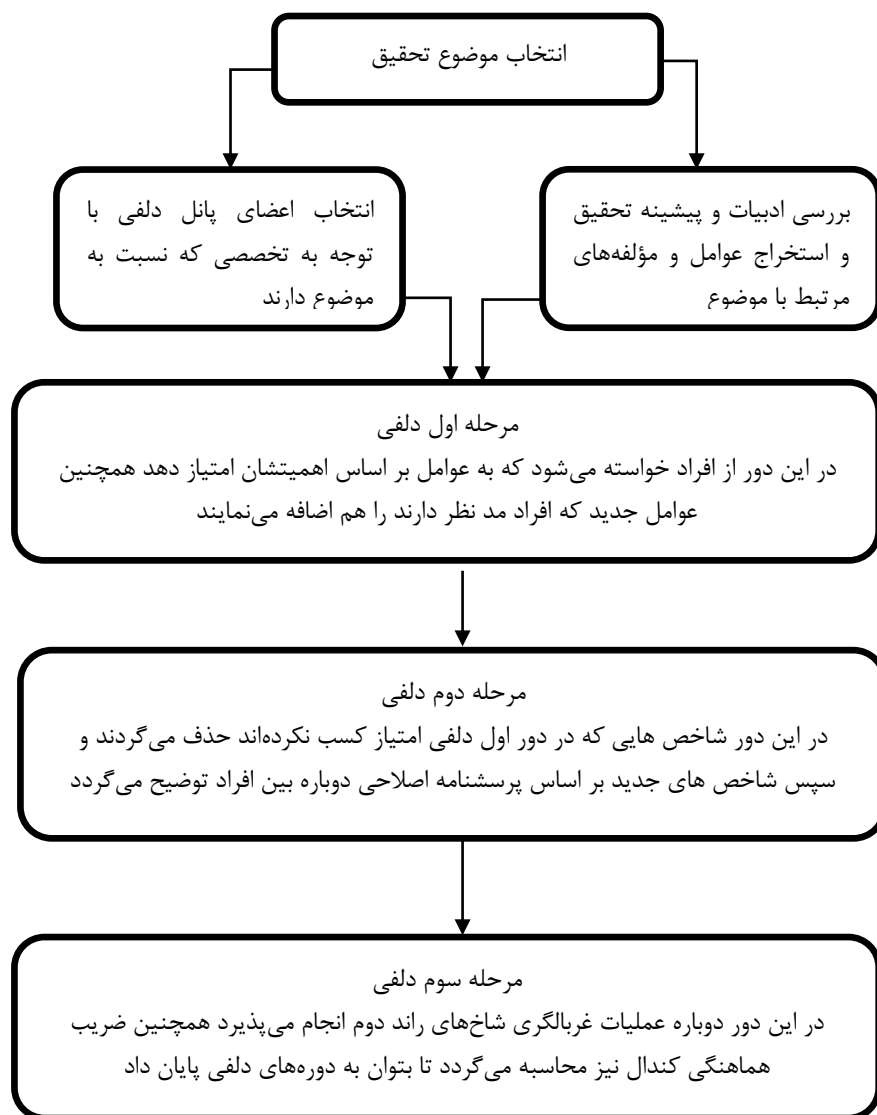 انتخاب موضوع تحقیق
بررسی ادبیات و پیشینه تحقیق
و استخراج عوامل و مؤلفه‌های
مرتبط با موضوع
انتخاب اعضای پانل دلفی با
توجه به تخصصی که نسبت به
موضوع دارند
مرحله اول دلفی
در این دور از افراد خواسته می‌شود که به عوامل بر اساس اهمیتشان امتیاز دهد همچنین
عوامل جدید که افراد مد نظر دارند را هم اضافه می‌نمایند
مرحله دوم دلفی
در این دور شاخص هایی که در دور اول دلفی امتیاز کسب نکرده‌اند حذف می‌گردند و
سپس شاخص های جدید بر اساس پرسشنامه اصلاحی دوباره بین افراد توضیح می‌گردد
مرحله سوم دلفی
در این دور دوباره عملیات غربالگری شاخ‌های راند دوم انجام می‌پذیرد همچنین ضریب
هماهنگی کندال نیز محاسبه می‌گردد تا بتوان به دوره‌های دلفی پایان داد